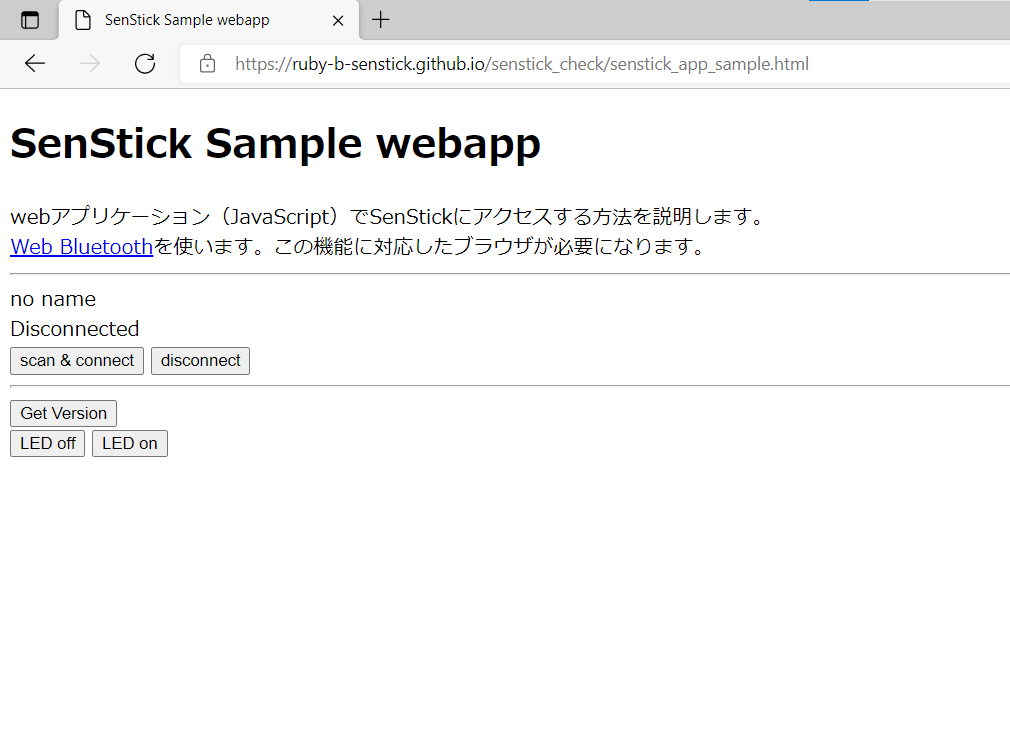 SenStick Sample webapp
https://ruby-b-senstick.github.io/senstick_check/senstick_app_sample.html
SenStick Sample webapp
webアプリケーション（JavaScript）でSenStickにアクセスする方法を説明します。
Web Bluetoothを使います。この機能に対応したブラウザが必要になります。
no name
Disconnected
scan & connect disconnect
Get Version
LED off LED on